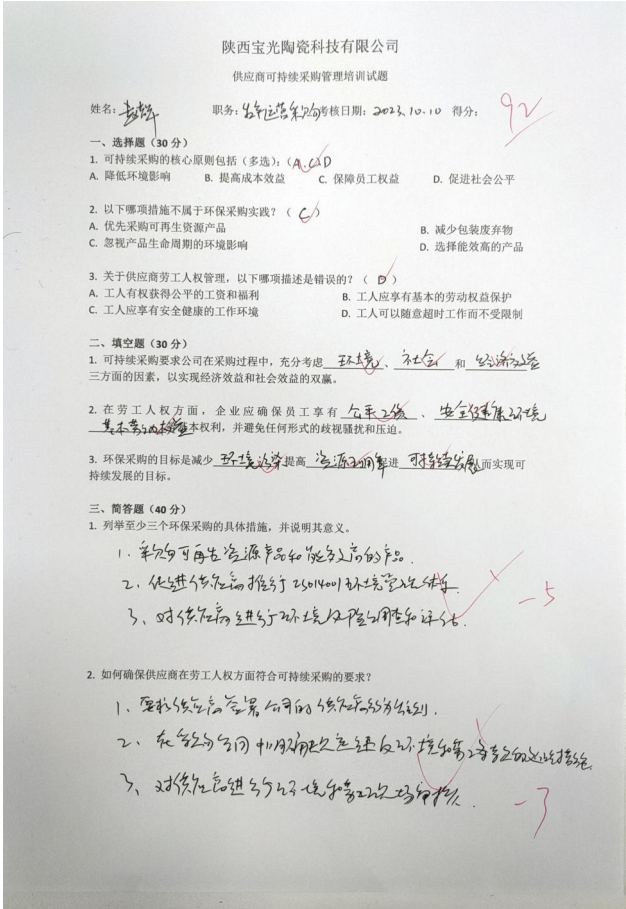 陕西宝光陶瓷科技有限公司
供应商可持续采购管理培训试题
姓名: 职务: 考核日期: 2023.10.10 得分: 92
一、选择题（30 分）
1. 可持续采购的核心原则包括（多选）:（A.C）D
A. 降低环境影响 B. 提高成本效益 C. 保障员工权益 D. 促进社会公平
2. 以下哪项措施不属于环保采购实践？（ C ）
A. 优先采购可再生资源产品 B. 减少包装废弃物
C. 忽视产品生命周期的环境影响 D. 选择能效高的产品
3. 关于供应商劳工人权管理，以下哪项描述是错误的？（ D ）
A. 工人有权获得公平的工资和福利 B. 工人应享有基本的劳动权益保护
C. 工人应享有安全健康的工作环境 D. 工人可以随意超时工作而不受限制
二、填空题（30 分）
1. 可持续采购要求公司在采购过程中，充分考虑 环境 、 社会 和 经济效益
三方面的因素，以实现经济效益和社会效益的双赢。
2. 在劳工人权方面，企业应确保员工享有 公平工资 、 安全健康环境
本权利，并避免任何形式的歧视骚扰和压迫。
3. 环保采购的目标是减少 环境污染 提高 资源利用率 进 可持续发展 从而实现可
持续发展的目标。
三、简答题（40 分）
1. 列举至少三个环保采购的具体措施，并说明其意义。
1. 采购可再生资源产品和能效高的产品.
2、促进供应商推行ISO14001环境管理体系.
3、对供应商进行环境风险调查和评估.
-5
2. 如何确保供应商在劳工人权方面符合可持续采购的要求？
1、要求供应商签署公司的供应商行为准则.
2、在采购合同中明确规定违反环境和劳工
3、对供应商进行环境和劳工现场审核.
-3